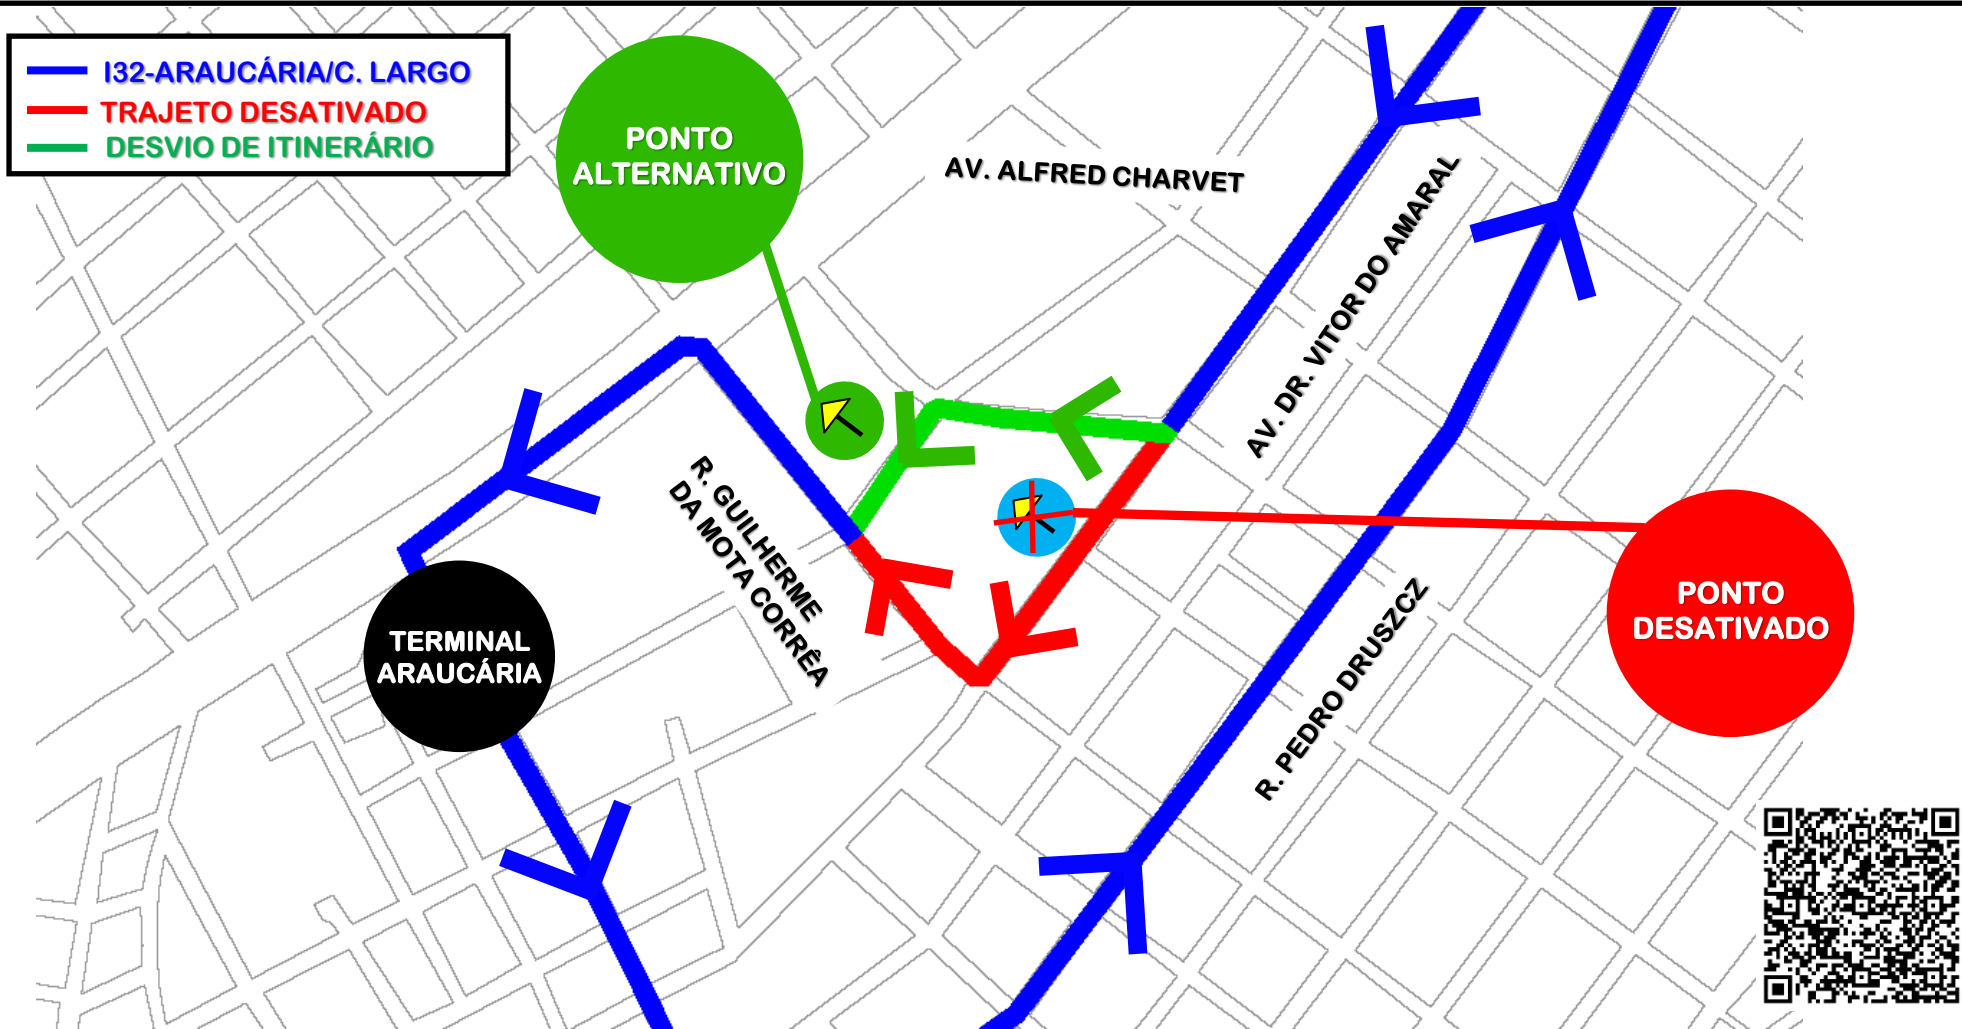 I32-ARAUCÁRIA/C. LARGO
TRAJETO DESATIVADO
DESVIO DE ITINERÁRIO
PONTO
ALTERNATIVO
AV. ALFRED CHARVET
AV. DR. VITOR DO AMARAL
R. GUILHERME
DA MOTA CORRÊA
TERMINAL
ARAUCÁRIA
R. PEDRO DRUSZCZ
PONTO
DESATIVADO